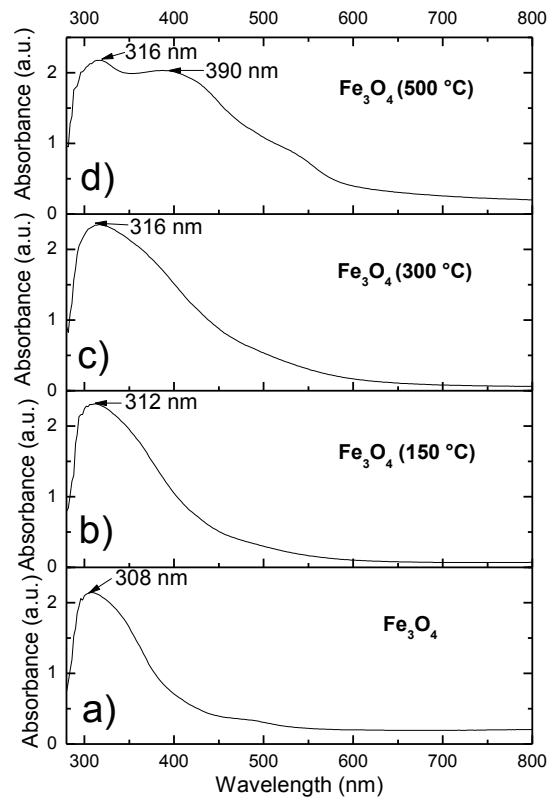 300 400 500 600 700 800
316 nm
390 nm
Fe₃O₄ (500 °C)
Absorbance (a.u.)
2
1
0
d)
316 nm
Fe₃O₄ (300 °C)
Absorbance (a.u.)
2
1
0
c)
312 nm
Fe₃O₄ (150 °C)
Absorbance (a.u.)
2
1
0
b)
308 nm
Fe₃O₄
Absorbance (a.u.)
2
1
0
a)
300 400 500 600 700 800
Wavelength (nm)